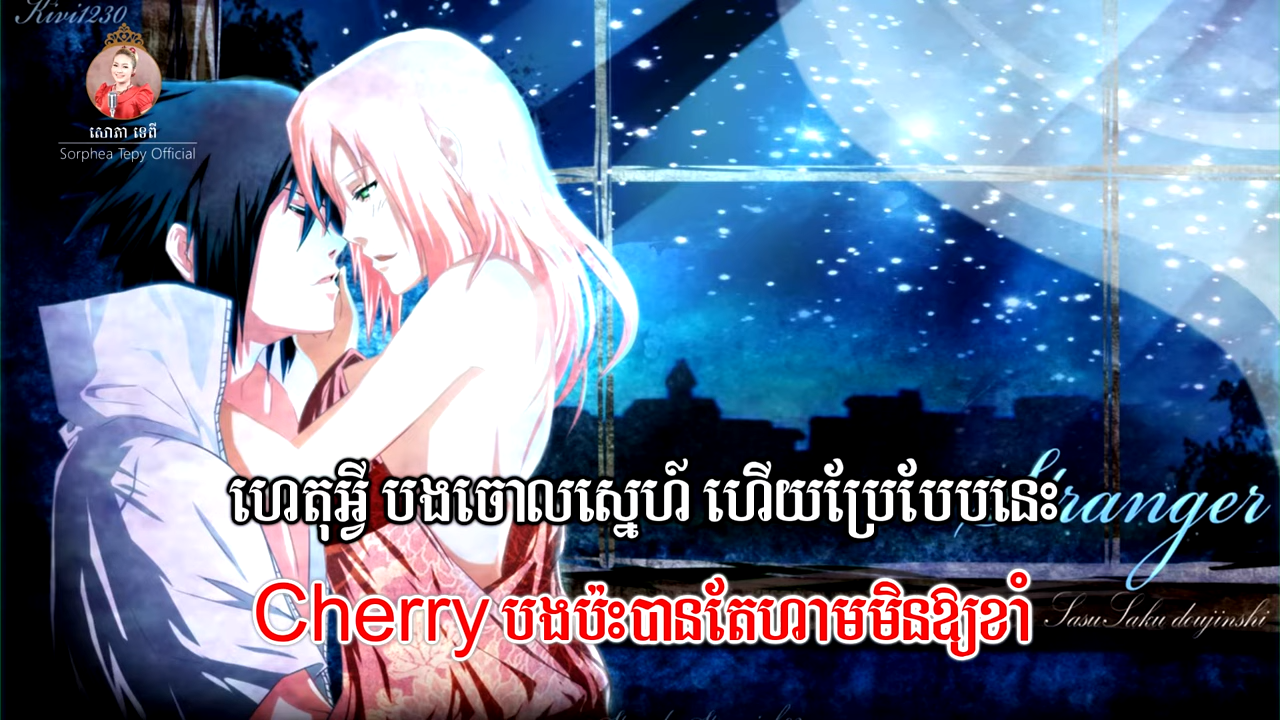 Kivi1230
សោភា ទេពី
Sorphea Tepy Official
ហេតុអ្វី បងចោលស្នេហ៍ ហើយប្រែបែបនេះ
Stranger
Cherry បងប៉ះបានតែហាមមិនឱ្យខាំ
SasuSaku doujinshi